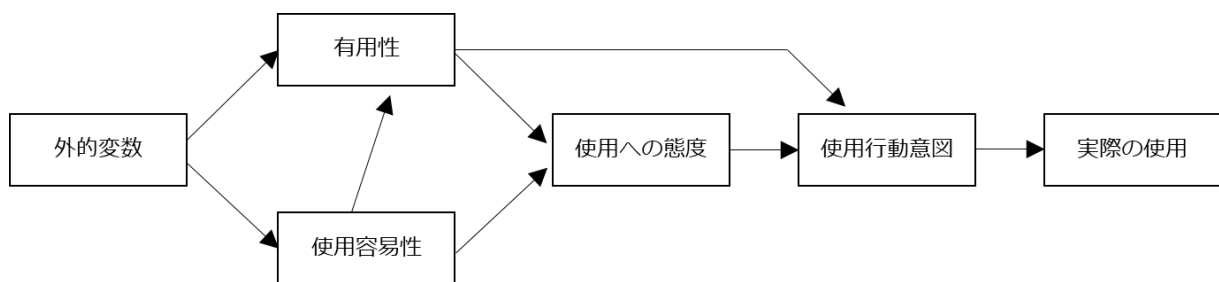 有用性
外的変数
使用への態度
使用行動意図
実際の使用
使用容易性